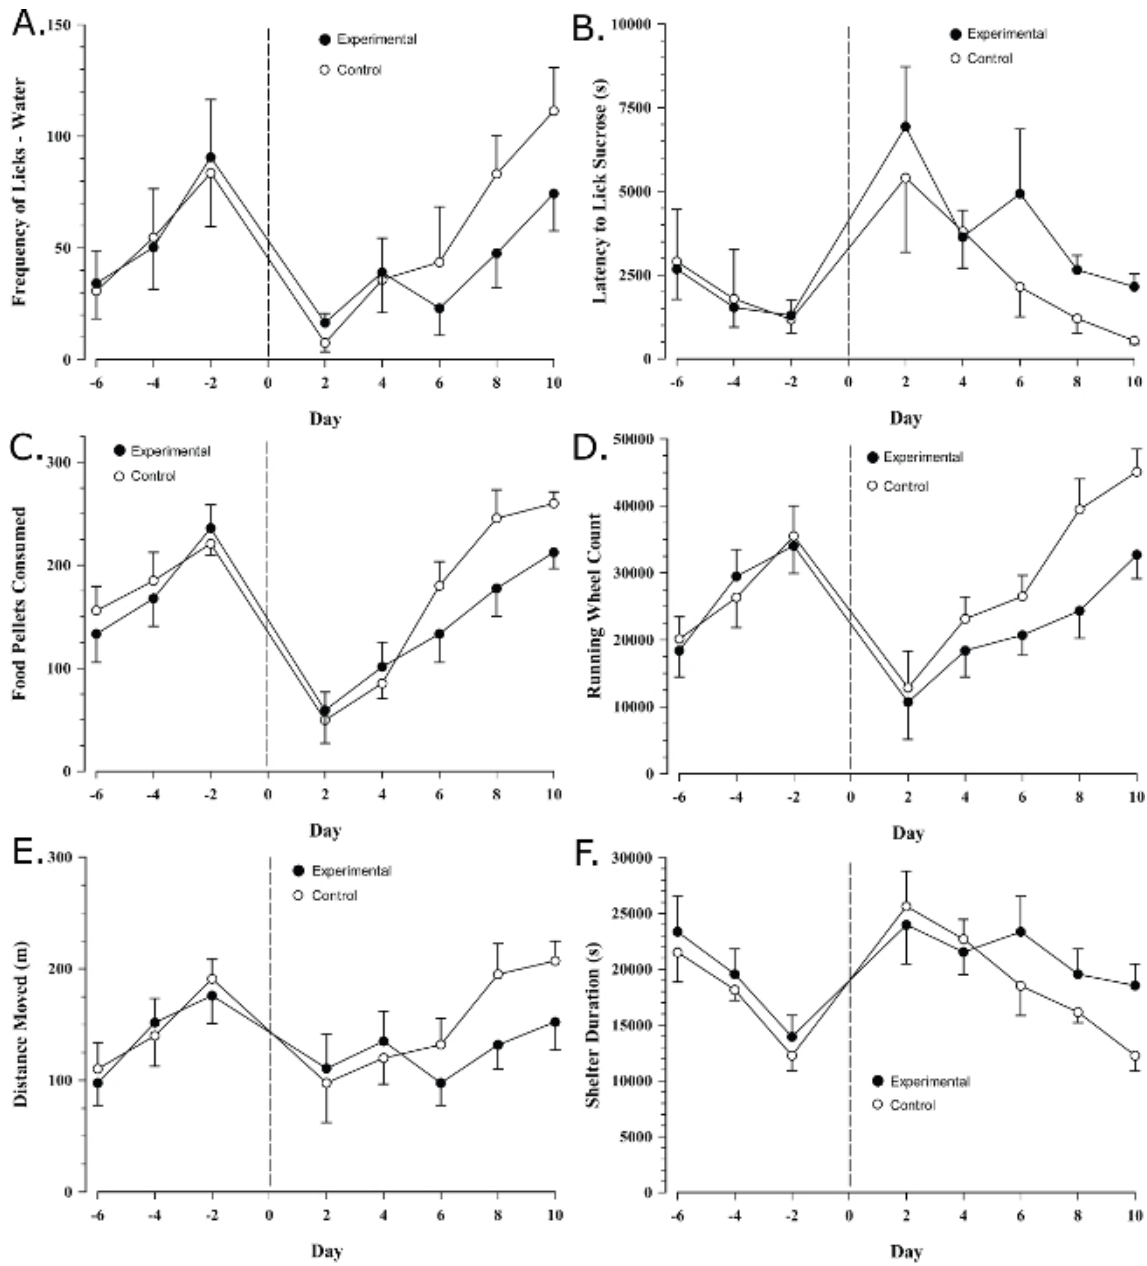 A.
150
100
50
0
Frequency of Licks - Water
Experimental
Control
-6 -4 -2 0 2 4 6 8 10
Day
B.
10000
7500
5000
2500
0
Latency to Lick Sucrose (s)
Experimental
Control
-6 -4 -2 0 2 4 6 8 10
Day
C.
300
200
100
0
Food Pellets Consumed
Experimental
Control
-6 -4 -2 0 2 4 6 8 10
Day
D.
50000
40000
30000
20000
10000
0
Running Wheel Count
Experimental
Control
-6 -4 -2 0 2 4 6 8 10
Day
E.
300
200
100
0
Distance Moved (m)
Experimental
Control
-6 -4 -2 0 2 4 6 8 10
Day
F.
30000
25000
20000
15000
10000
5000
0
Shelter Duration (s)
Experimental
Control
-6 -4 -2 0 2 4 6 8 10
Day